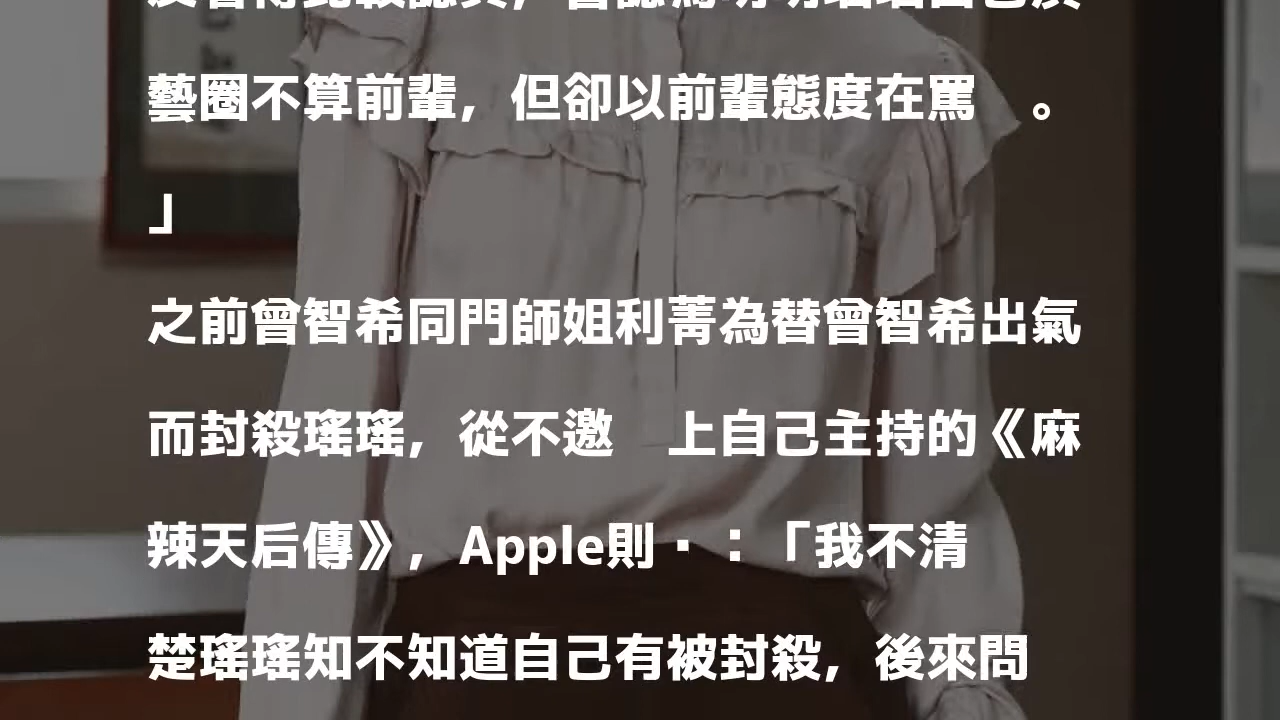 藝圈不算前輩，但卻以前輩態度在罵　。
」
之前曾智希同門師姐利菁為替曾智希出氣
而封殺瑤瑤，從不邀　上自己主持的《麻
辣天后傳》，Apple則▪：「我不清
楚瑤瑤知不知道自己有被封殺，後來問